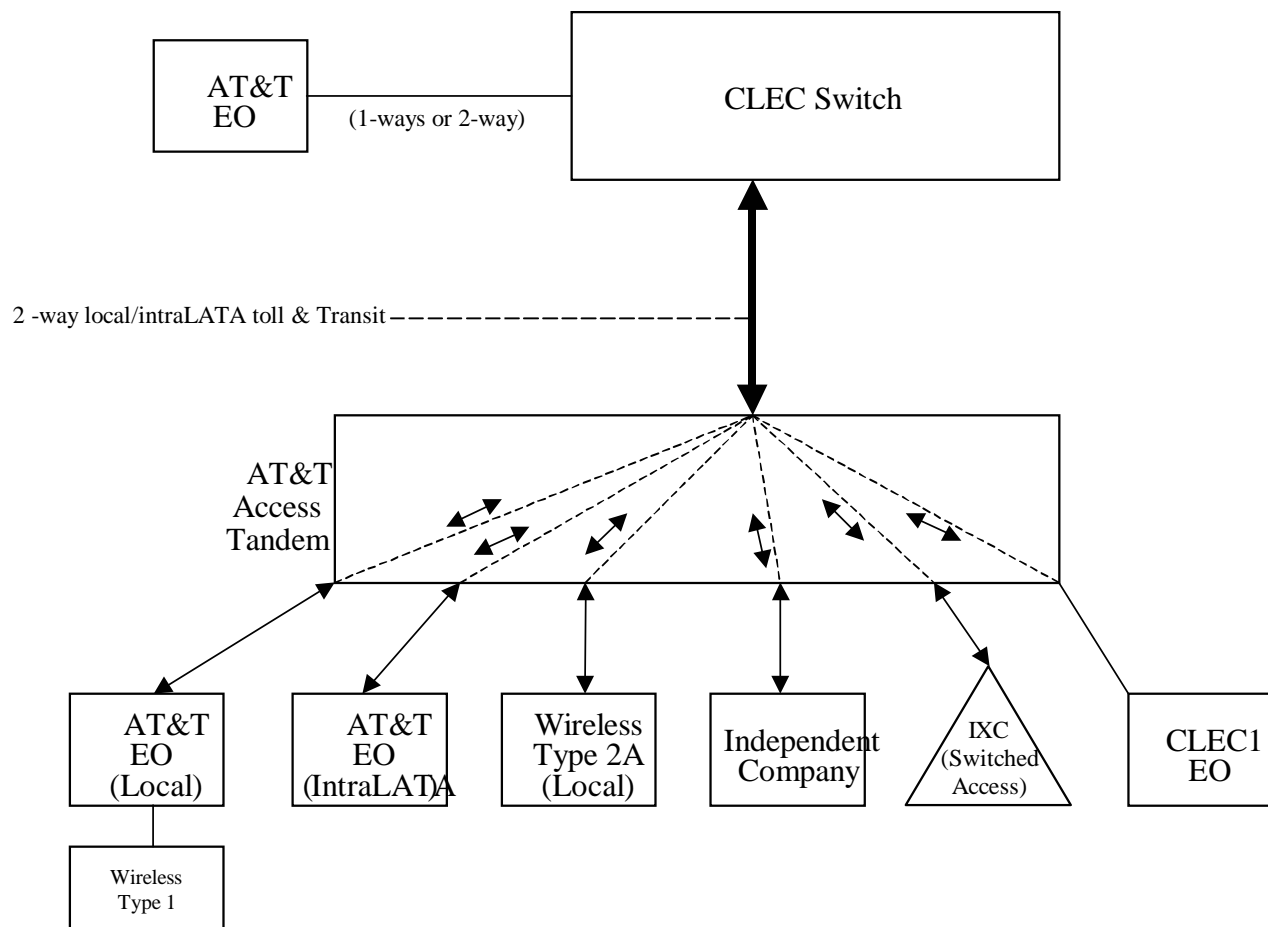 AT&T
EO
(1-ways or 2-way)
CLEC Switch
2 -way local/intraLATA toll & Transit
AT&T
Access
Tandem
AT&T
EO
(Local)
AT&T
EO
(IntraLAT)A
Wireless
Type 2A
(Local)
Independent
Company
IXC
(Switched
Access)
CLEC1
EO
Wireless
Type 1